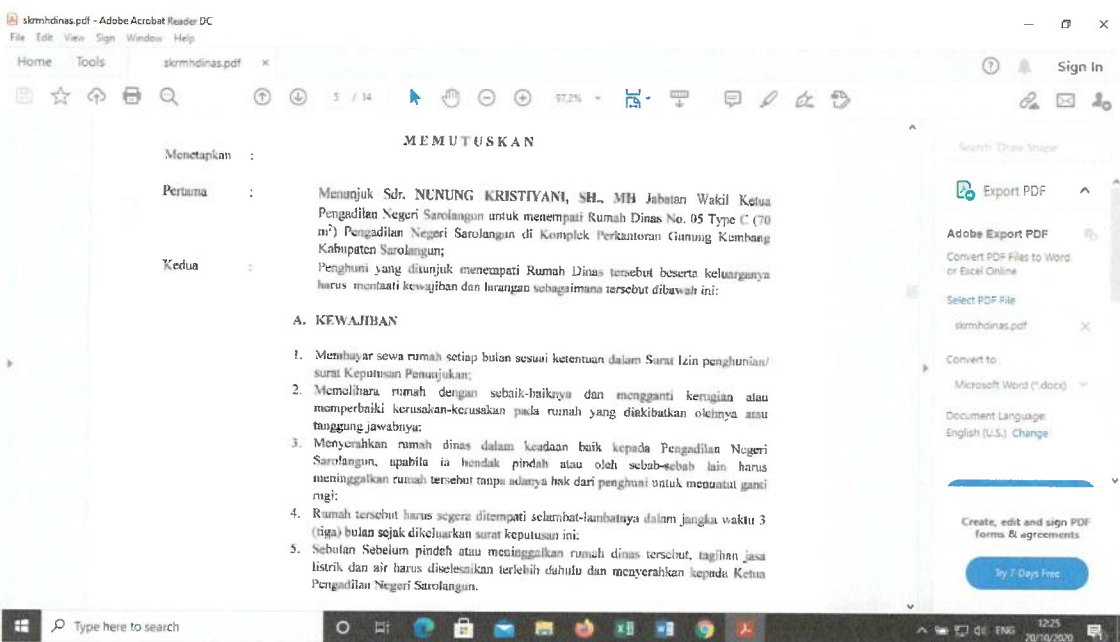 skrmhdinas.pdf - Adobe Acrobat Reader DC
File Edit View Sign Window Help
Home Tools skrmhdinas.pdf × Sign In
5 / 14 97,2%
MEMUTUSKAN
Menetapkan :
Pertama : Menunjuk Sdr. NUNUNG KRISTIYANI, SH., MH Jabatan Wakil Ketua
Pengadilan Negeri Sarolangun untuk menempati Rumah Dinas No. 05 Type C (70
m²) Pengadilan Negeri Sarolangun di Komplek Perkantoran Gunung Kembang
Kabupaten Sarolangun;
Kedua : Penghuni yang ditunjuk menempati Rumah Dinas tersebut beserta keluarganya
harus mentaati kewajiban dan larangan sebagaimana tersebut dibawah ini:
A. KEWAJIBAN
1. Membayar sewa rumah setiap bulan sesuai ketentuan dalam Surat Izin penghunian/
surat Keputusan Penunjukan;
2. Memelihara rumah dengan sebaik-baiknya dan mengganti kerugian atau
memperbaiki kerusakan-kerusakan pada rumah yang diakibatkan olehnya atau
tanggung jawabnya;
3. Menyerahkan rumah dinas dalam keadaan baik kepada Pengadilan Negeri
Sarolangun, apabila ia hendak pindah atau oleh sebab-sebab lain harus
meninggalkan rumah tersebut tanpa adanya hak dari penghuni untuk menuntut ganti
rugi;
4. Rumah tersebut harus segera ditempati selambat-lambatnya dalam jangka waktu 3
(tiga) bulan sejak dikeluarkan surat keputusan ini;
5. Sebulan Sebelum pindah atau meninggalkan rumah dinas tersebut, tagihan jasa
listrik dan air harus diselesaikan terlebih dahulu dan menyerahkan kepada Ketua
Pengadilan Negeri Sarolangun.
Export PDF
Adobe Export PDF
Convert PDF Files to Word
or Excel Online
Select PDF File
skrmhdinas.pdf ×
Convert to
Microsoft Word (*.docx)
Document Language:
English (U.S.) Change
Create, edit and sign PDF
forms & agreements
Try 7-Days Free
Type here to search
ENG
12:25
20/10/2020